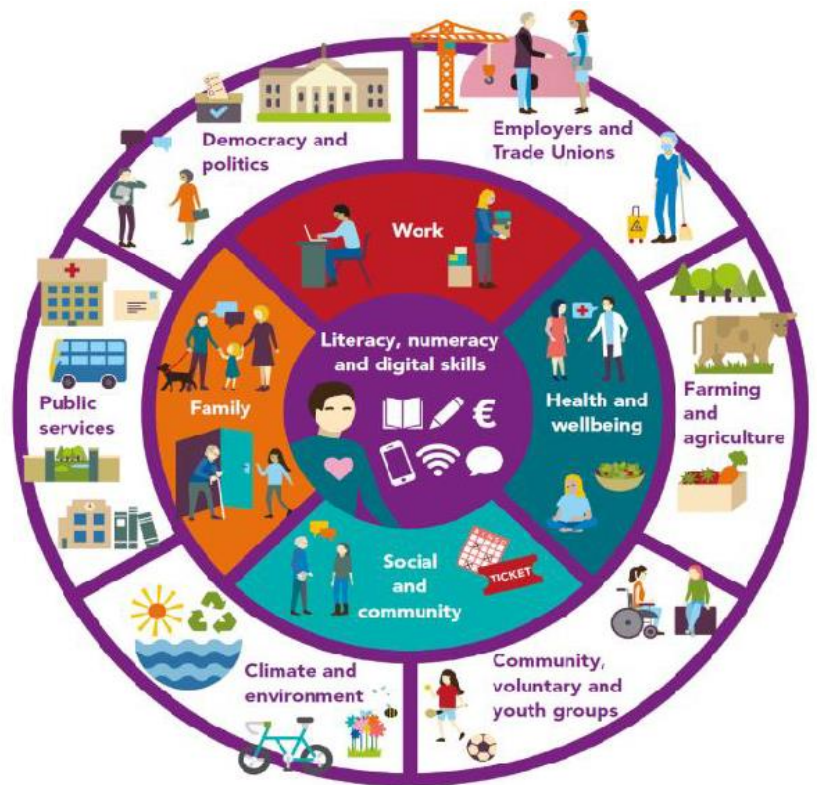 Democracy and
politics
Employers and
Trade Unions
Work
Literacy, numeracy
and digital skills
€
Family
Health and
wellbeing
Public
services
Farming
and
agriculture
Social
and
community
BINGO
TICKET
Climate and
environment
Community,
voluntary and
youth groups